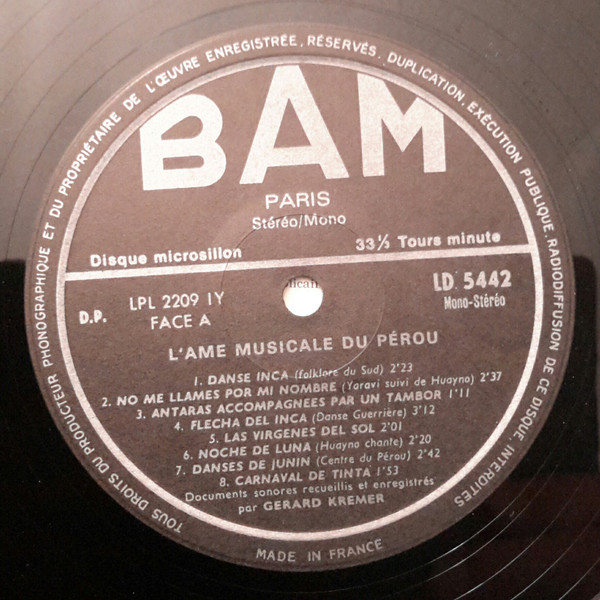 TOUS DROITS DU PRODUCTEUR PHONOGRAPHIQUE ET DU PROPRIÉTAIRE DE L'ŒUVRE ENREGISTRÉE, RÉSERVÉS. DUPLICATION, EXÉCUTION PUBLIQUE, RADIODIFFUSION DE CE DISQUE, INTERDITES
BAM
PARIS
Stéréo/Mono
Disque microsillon 33⅓ Tours minute
LPL 2209 1Y LD 5442
D.P. FACE A Mono-Stéréo
L'AME MUSICALE DU PÉROU
1. DANSE INCA (folklore du Sud) 2'23
2. NO ME LLAMES POR MI NOMBRE (Yaravi suivi de Huayno) 2'37
3. ANTARAS ACCOMPAGNEES PAR UN TAMBOR 1'11
4. FLECHA DEL INCA (Danse Guerrière) 3'12
5. LAS VIRGENES DEL SOL 2'01
6. NOCHE DE LUNA (Huayno chante) 2'20
7. DANSES DE JUNIN (Centre du Pérou) 2'42
8. CARNAVAL DE TINTA 1'53
Documents sonores recueillis et enregistrés
par GERARD KREMER
MADE IN FRANCE